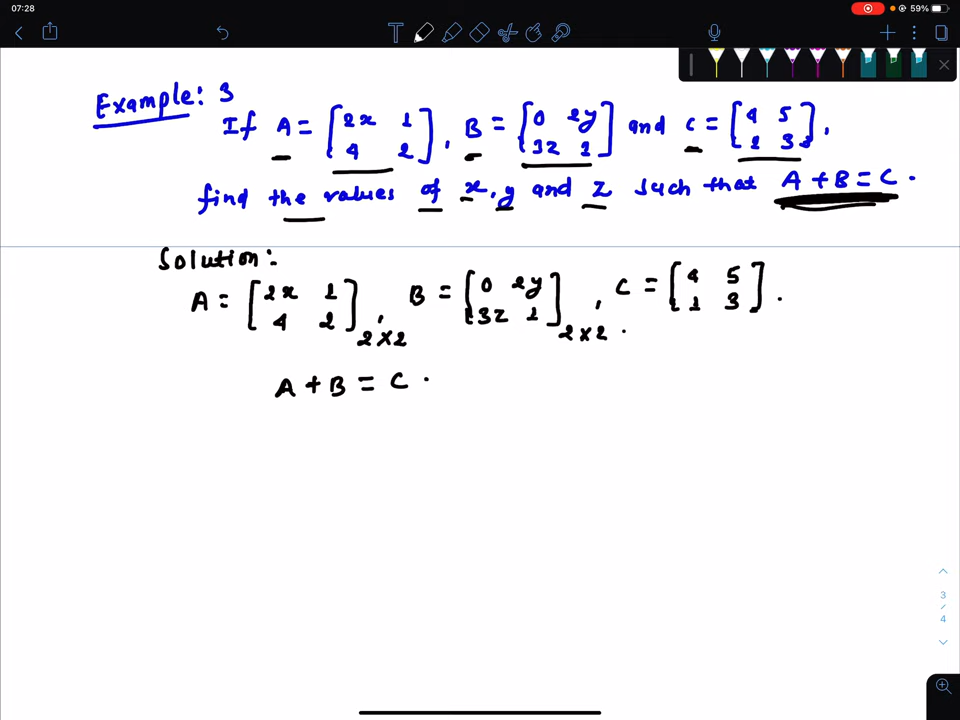 07:28
59%
Example: 3
If A = [2x 1
4 2], B = [0 2y
3z 1] and C = [4 5
1 3],
find the values of x, y and z such that A + B = C.
Solution:
A = [2x 1
4 2]2×2, B = [0 2y
3z 1]2×2, C = [4 5
1 3].
A + B = C.
3
/
4